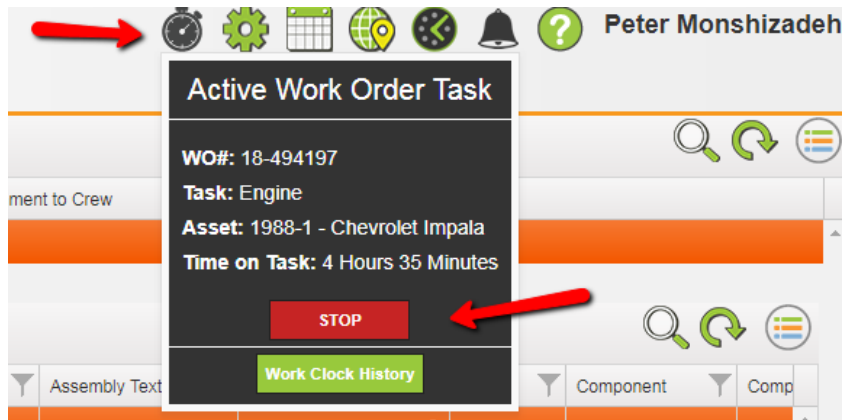 ?
Peter Monshizadeh
Active Work Order Task
WO#: 18-494197
ment to Crew
Task: Engine
Asset: 1988-1 - Chevrolet Impala
Time on Task: 4 Hours 35 Minutes
STOP
Work Clock History
Assembly Text
Component
Comp